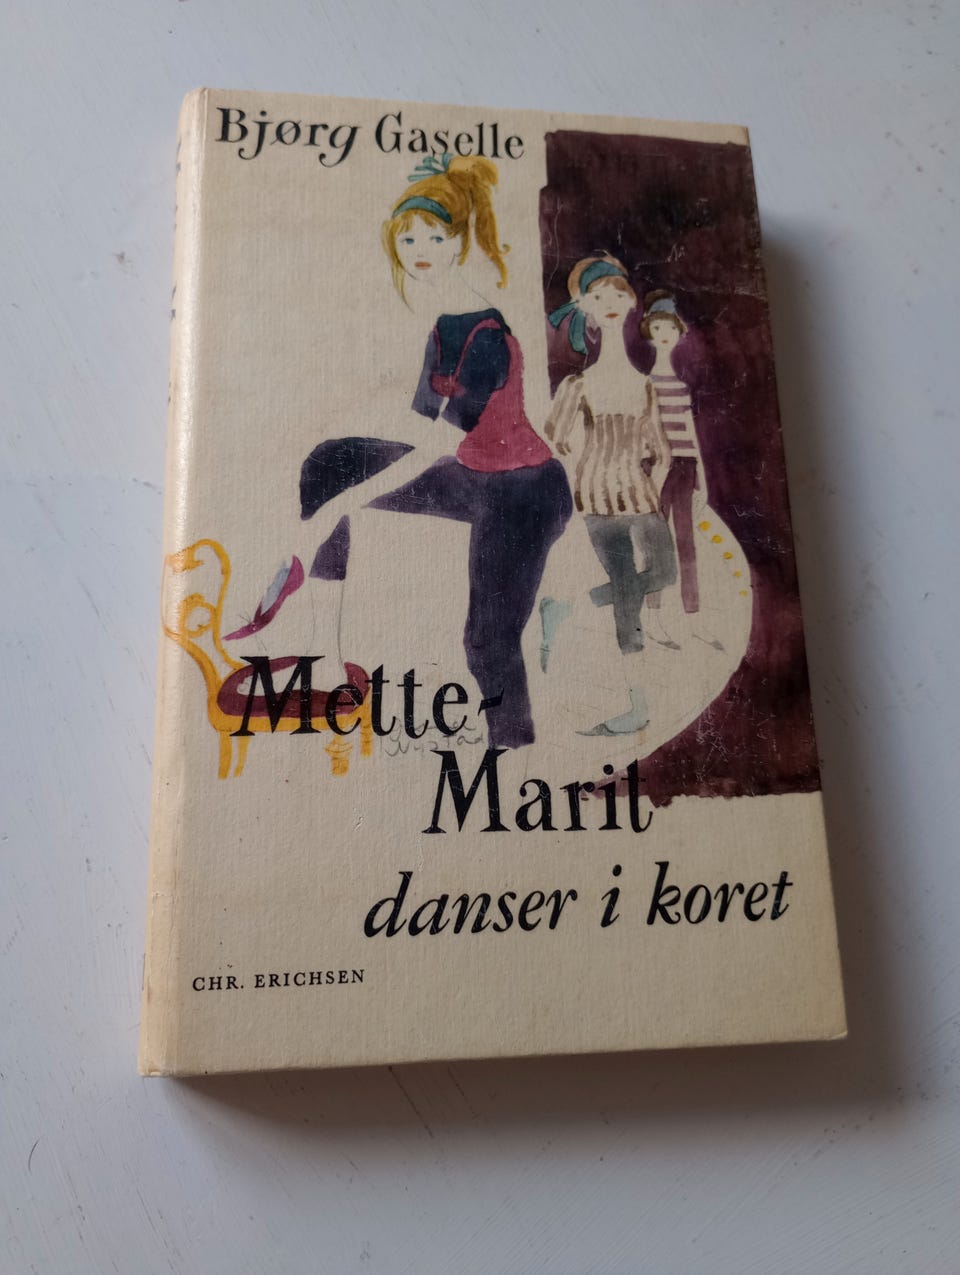 Bjørg Gaselle
Mette-
Marit
danser i koret
CHR. ERICHSEN